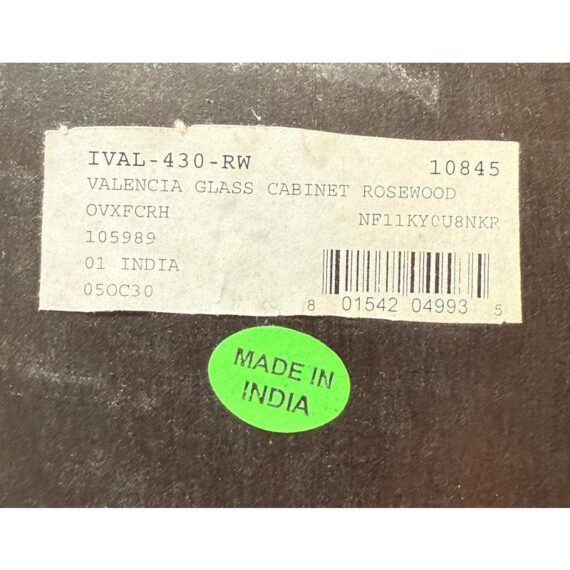 IVAL-430-RW 10845
VALENCIA GLASS CABINET ROSEWOOD
OVXFCRH NF11KY0U8NKR
105989
01 INDIA
05OC30
8 01542 04993 5
MADE IN
INDIA